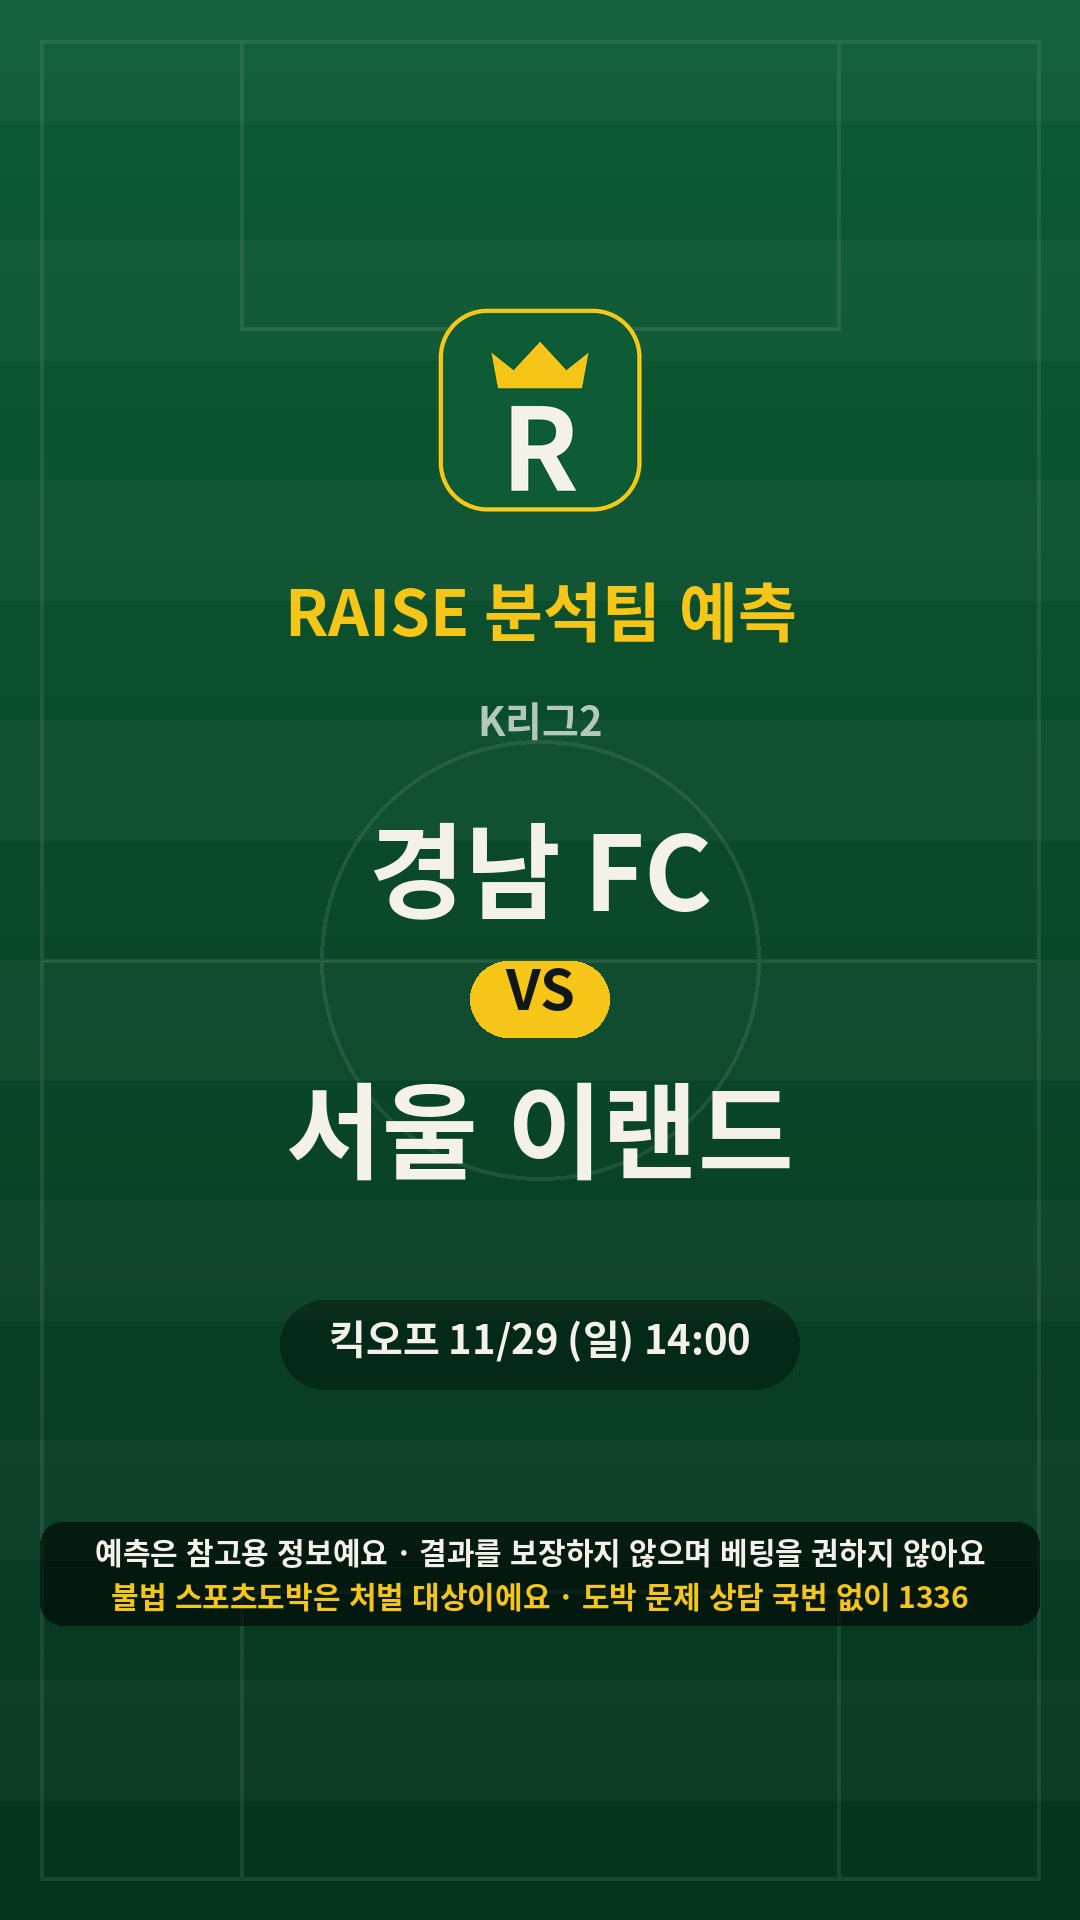 R
RAISE 분석팀 예측
K리그2
경남 FC
VS
서울 이랜드
킥오프 11/29 (일) 14:00
예측은 참고용 정보예요 · 결과를 보장하지 않으며 베팅을 권하지 않아요
불법 스포츠도박은 처벌 대상이에요 · 도박 문제 상담 국번 없이 1336